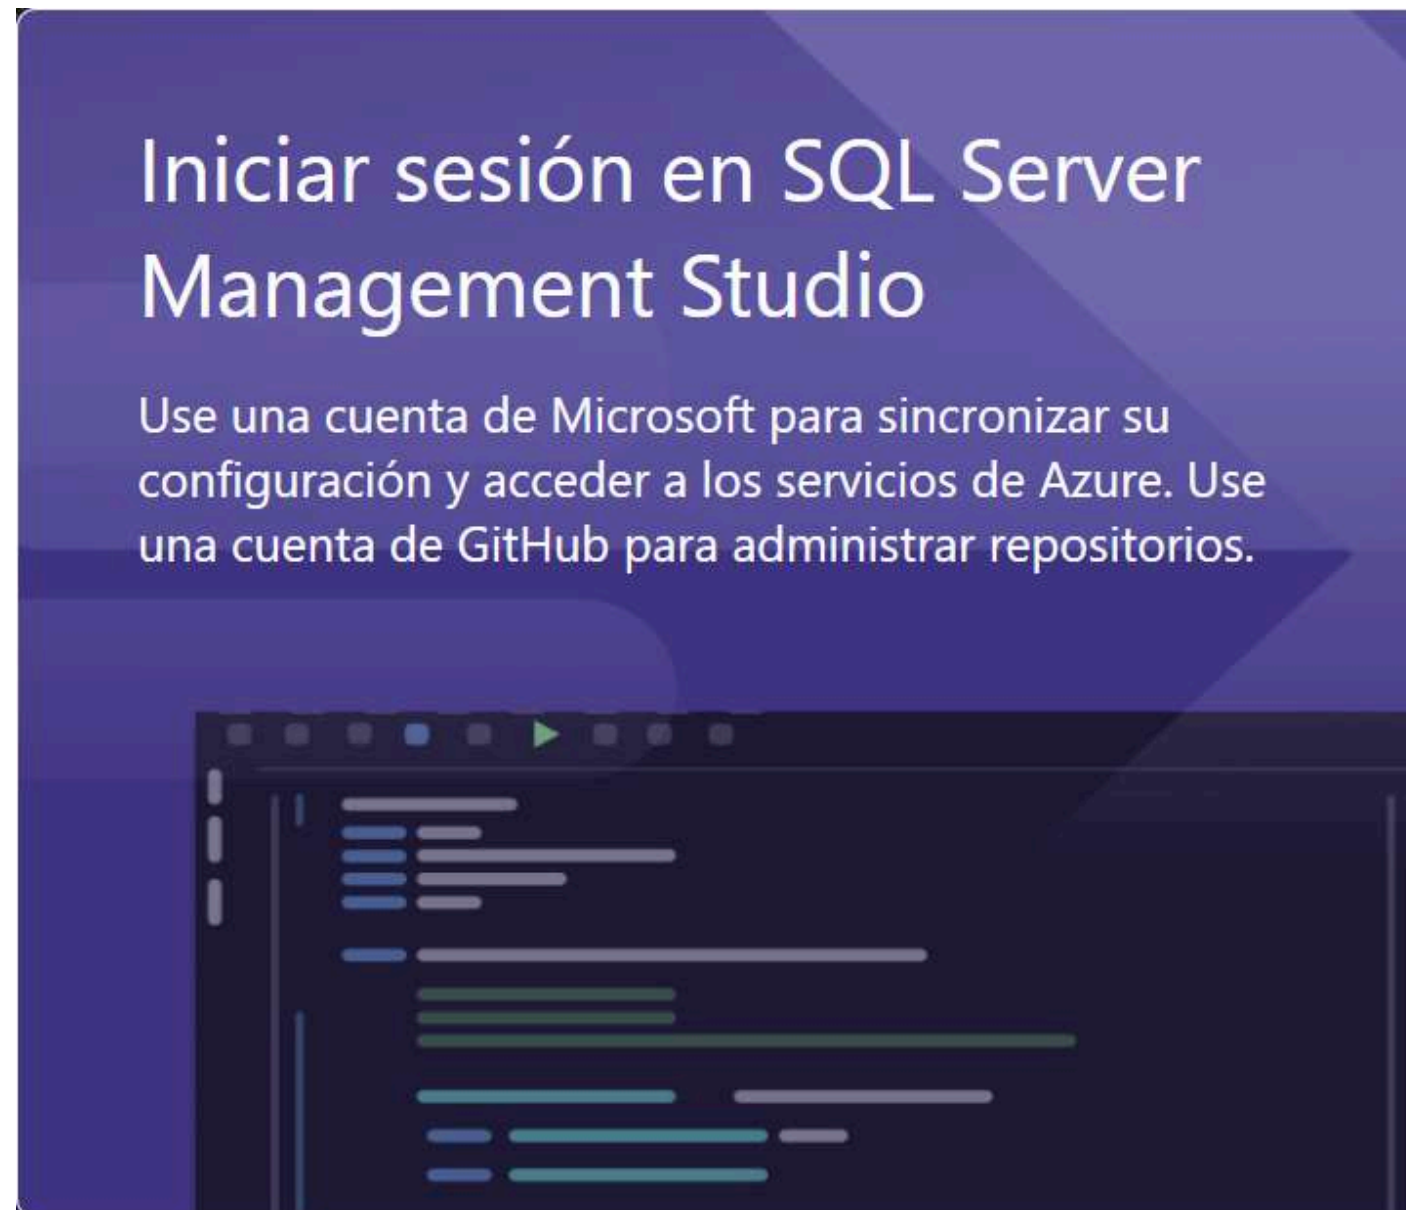 Iniciar sesión en SQL Server
Management Studio
Use una cuenta de Microsoft para sincronizar su
configuración y acceder a los servicios de Azure. Use
una cuenta de GitHub para administrar repositorios.